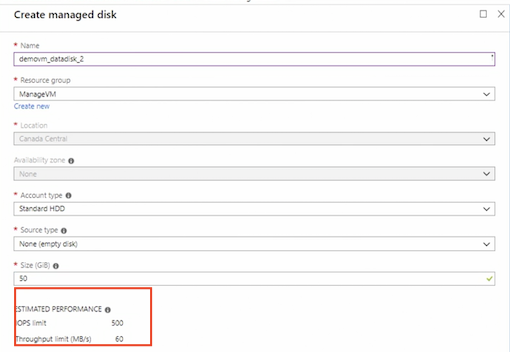 Create managed disk
* Name
demovm_datadisk_2
* Resource group
ManageVM
Create new
* Location
Canada Central
Availability zone
None
* Account type
Standard HDD
* Source type
None (empty disk)
* Size (GiB)
50
ESTIMATED PERFORMANCE
IOPS limit 500
Throughput limit (MB/s) 60